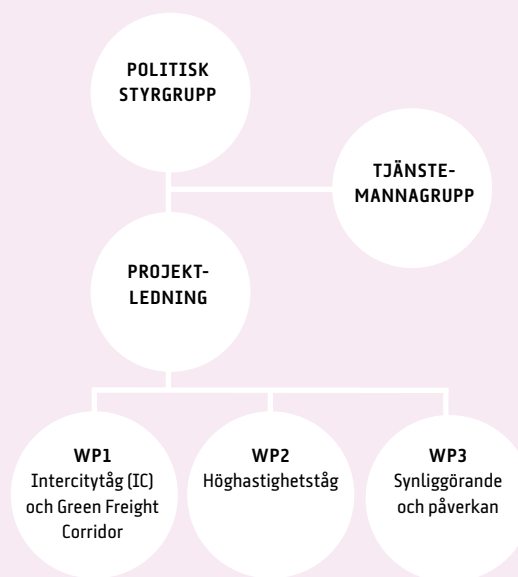 POLITISK
STYRGRUPP
TJÄNSTE-
MANNAGRUPP
PROJEKT-
LEDNING
WP1
Intercitytåg (IC)
och Green Freight
Corridor
WP2
Höghastighetståg
WP3
Synliggörande
och påverkan